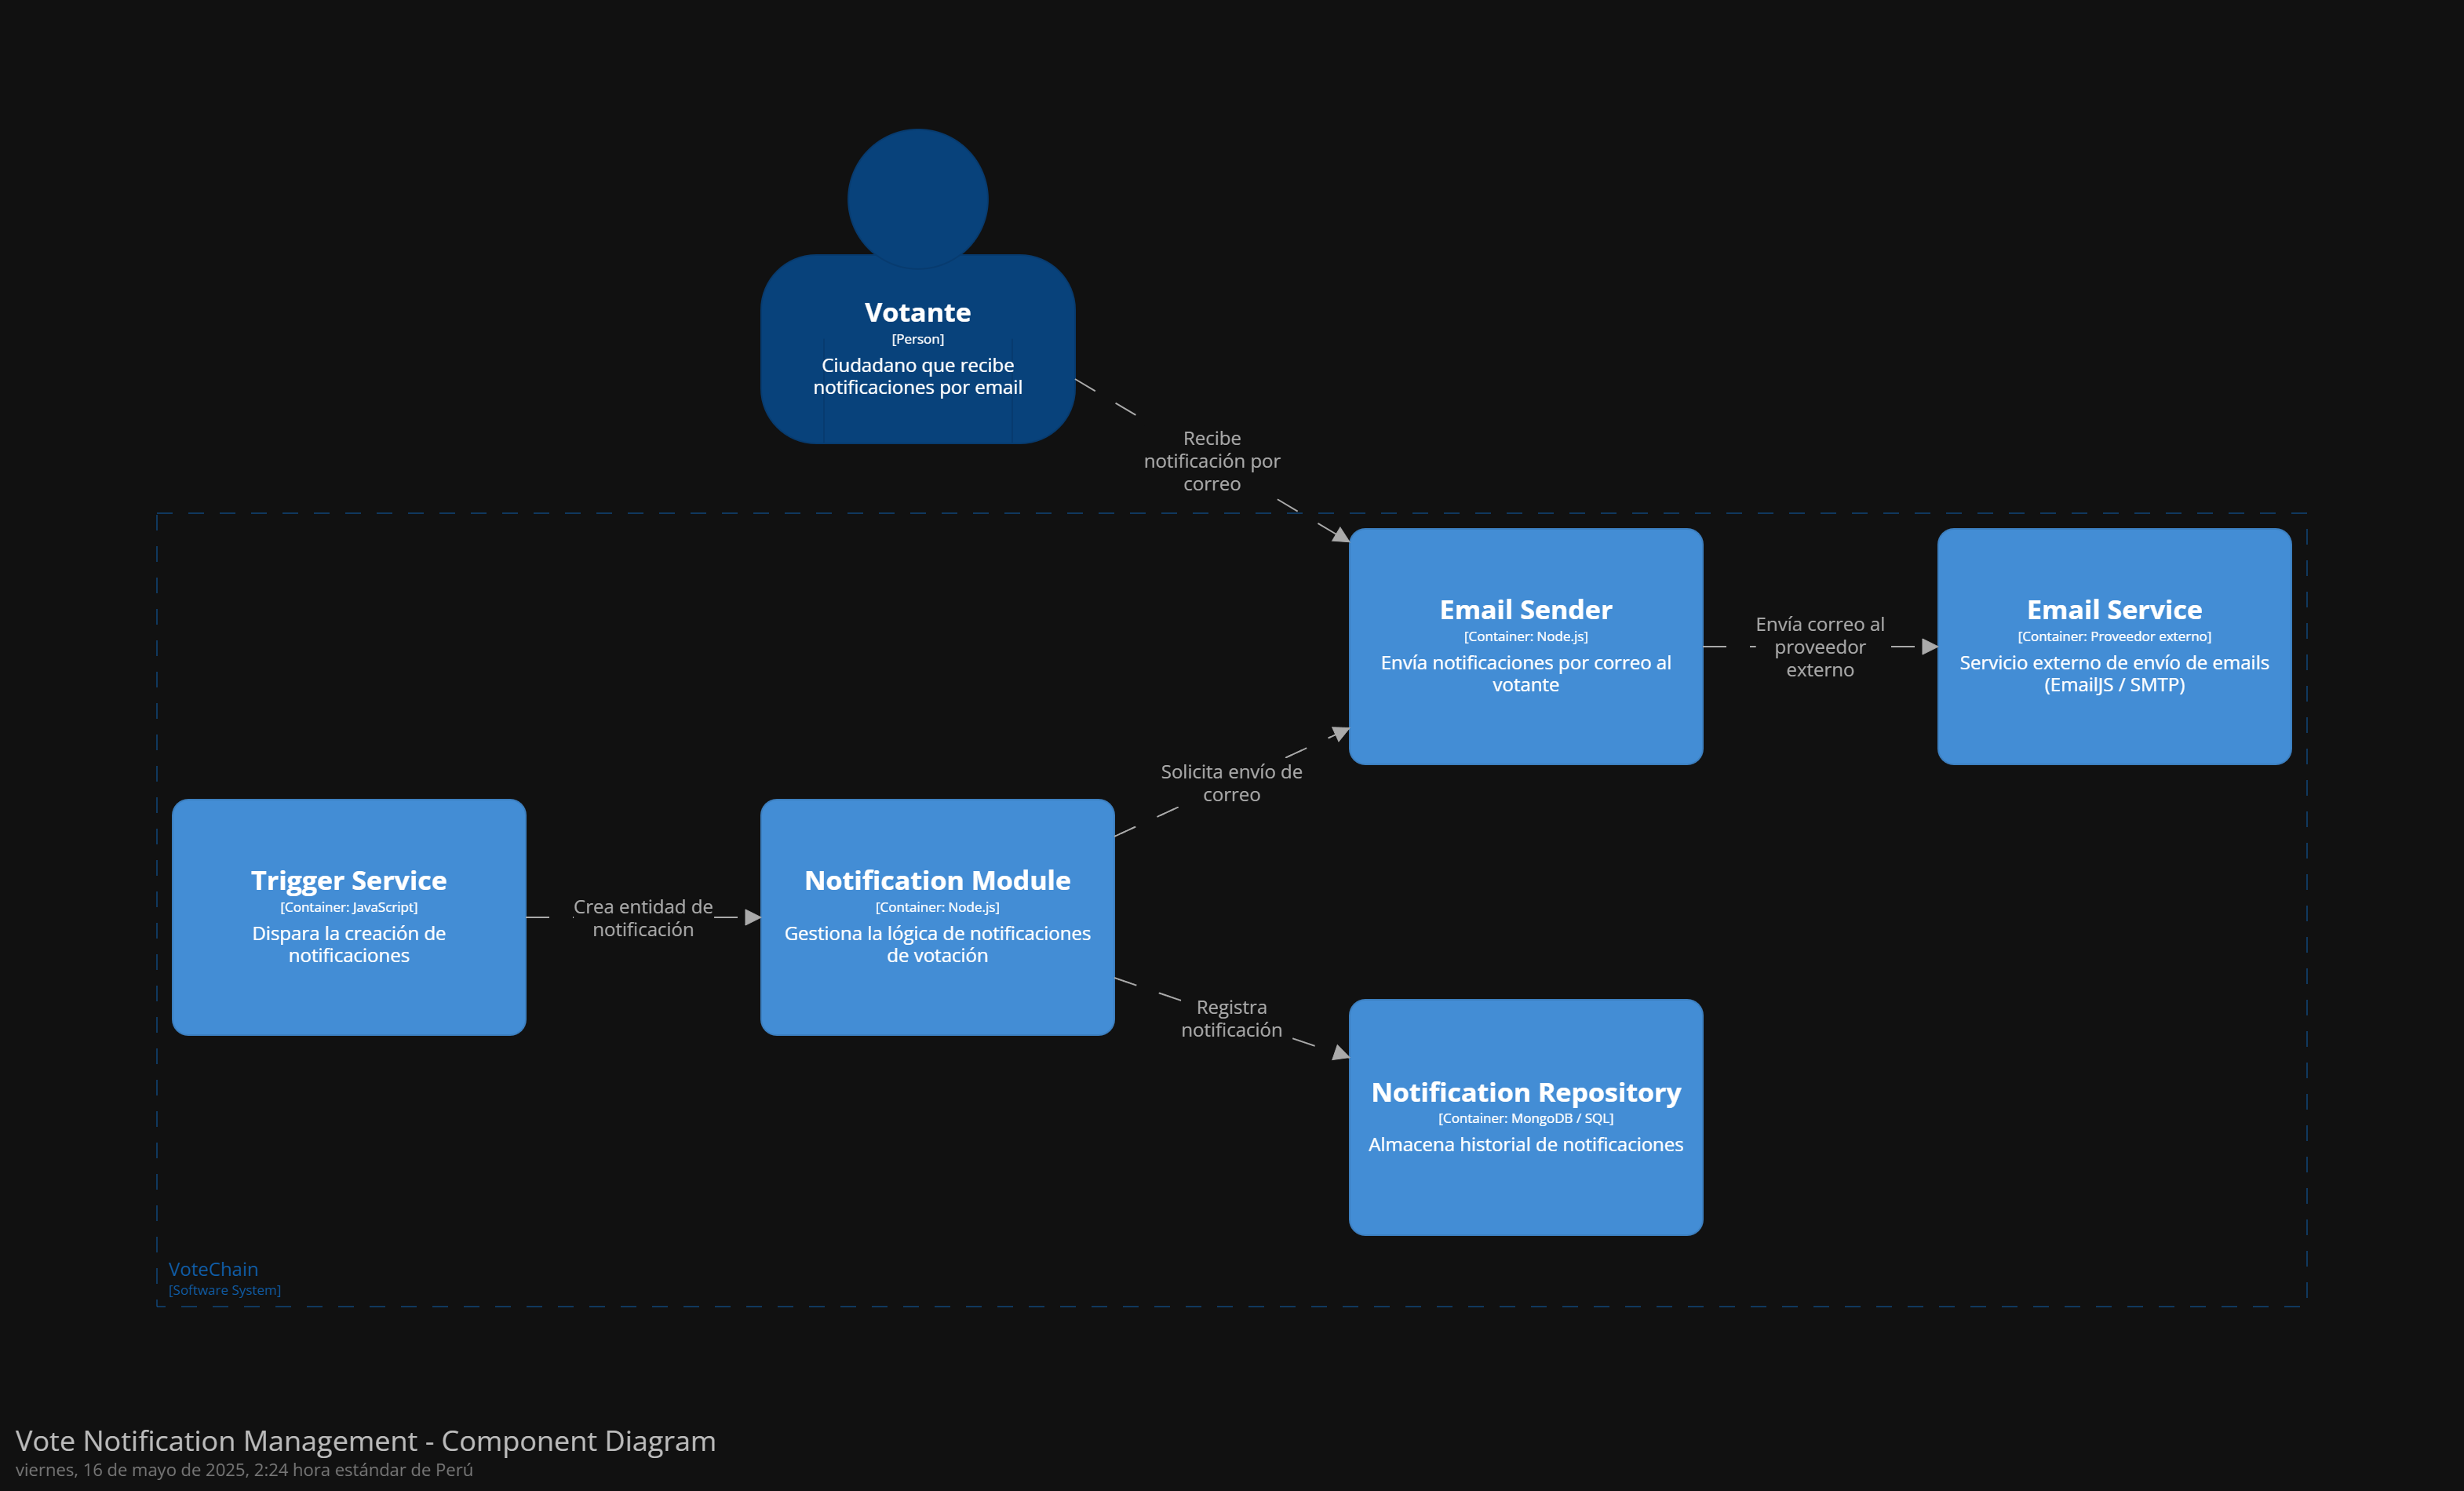 Votante
[Person]
Ciudadano que recibe
notificaciones por email
Recibe
notificación por
correo
Email Sender
[Container: Node.js]
Envía notificaciones por correo al
votante
Envía correo al
proveedor
externo
Email Service
[Container: Proveedor externo]
Servicio externo de envío de emails
(EmailJS / SMTP)
Solicita envío de
correo
Trigger Service
[Container: JavaScript]
Dispara la creación de
notificaciones
Crea entidad de
notificación
Notification Module
[Container: Node.js]
Gestiona la lógica de notificaciones
de votación
Registra
notificación
Notification Repository
[Container: MongoDB / SQL]
Almacena historial de notificaciones
VoteChain
[Software System]
Vote Notification Management - Component Diagram
viernes, 16 de mayo de 2025, 2:24 hora estándar de Perú